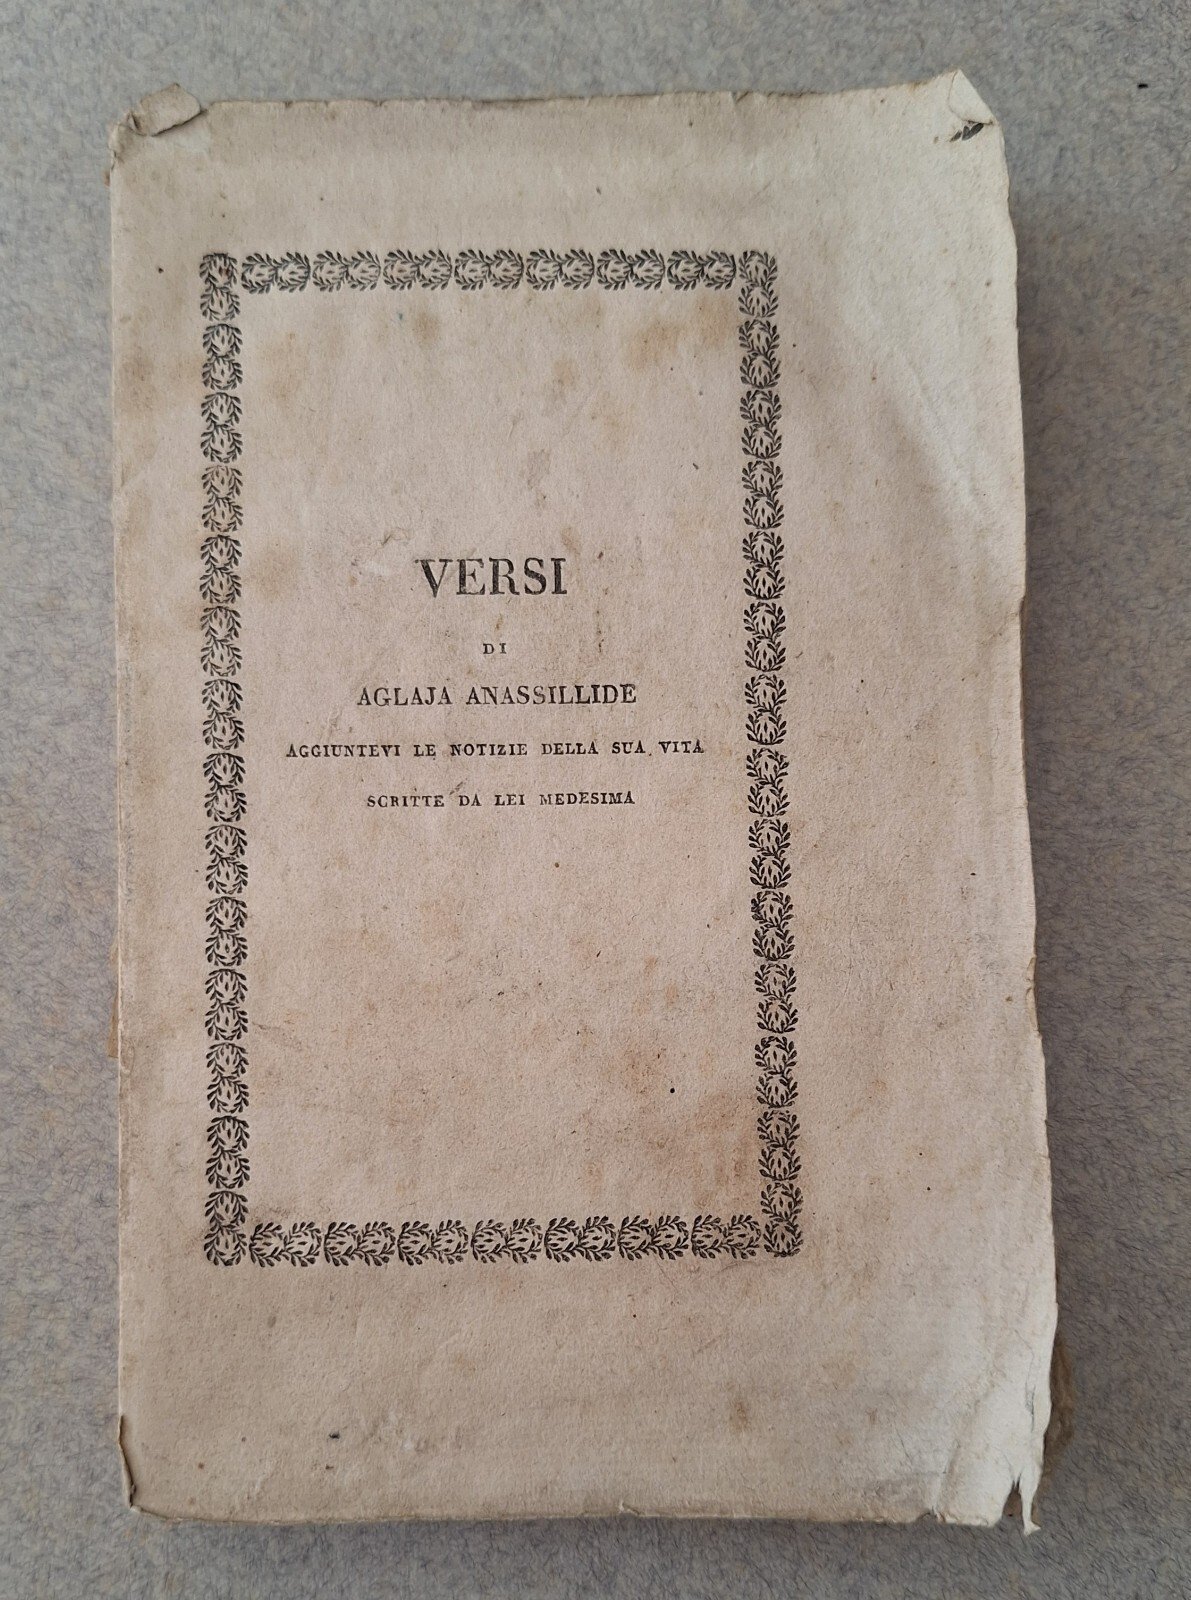 VERSI
DI
AGLAJA ANASSILLIDE
AGGIUNTEVI LE NOTIZIE DELLA SUA VITA
SCRITTE DA LEI MEDESIMA